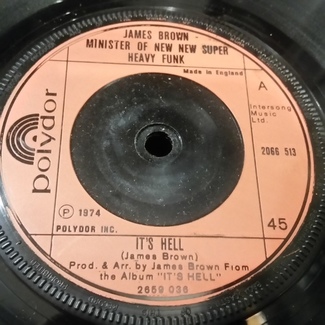 JAMES BROWN -
MINISTER OF NEW NEW SUPER
HEAVY FUNK
Made in England
A
Intersong
Music
Ltd.
polydor
2066 513
℗ 1974
POLYDOR INC.
45
IT'S HELL
(James Brown)
Prod. & Arr. by James Brown From
the Album "IT'S HELL"
2659 036